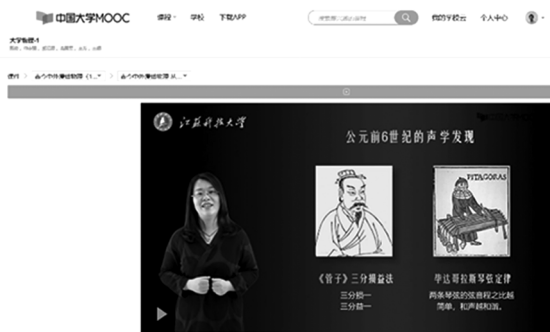 中国大学MOOC
课程
学校
下载APP
我的学校云
个人中心
大学物理-1
江苏科技大学
公元前6世纪的声学发现
PITAGORAS
《管子》三分损益法
毕达哥拉斯琴弦定律
三分损一
三分益一
两条琴弦的弦音程之比越
简单，和声越和谐。